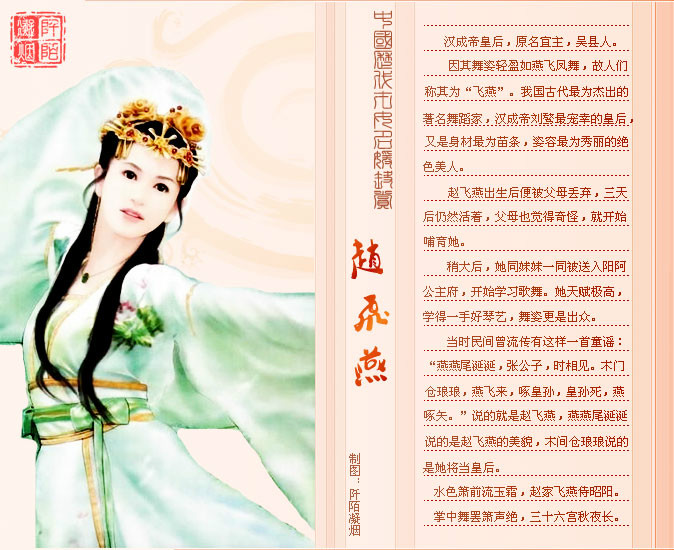 阡陌
凝烟
赵飞燕
制图：阡陌凝烟
汉成帝皇后，原名宜主，吴县人。
因其舞姿轻盈如燕飞凤舞，故人们
称其为“飞燕”。我国古代最为杰出的
著名舞蹈家，汉成帝刘骜最宠幸的皇后，
又是身材最为苗条，姿容最为秀丽的绝
色美人。
赵飞燕出生后便被父母丢弃，三天
后仍然活着，父母也觉得奇怪，就开始
哺育她。
稍大后，她同妹妹一同被送入阳阿
公主府，开始学习歌舞。她天赋极高，
学得一手好琴艺，舞姿更是出众。
当时民间曾流传有这样一首童谣：
“燕燕尾涎涎，张公子，时相见。木门
仓琅琅，燕飞来，啄皇孙，皇孙死，燕
啄矢。”说的就是赵飞燕，燕燕尾涎涎
说的是赵飞燕的美貌，木间仓琅琅说的
是她将当皇后。
水色箫前流玉霜，赵家飞燕侍昭阳。
掌中舞罢箫声绝，三十六宫秋夜长。